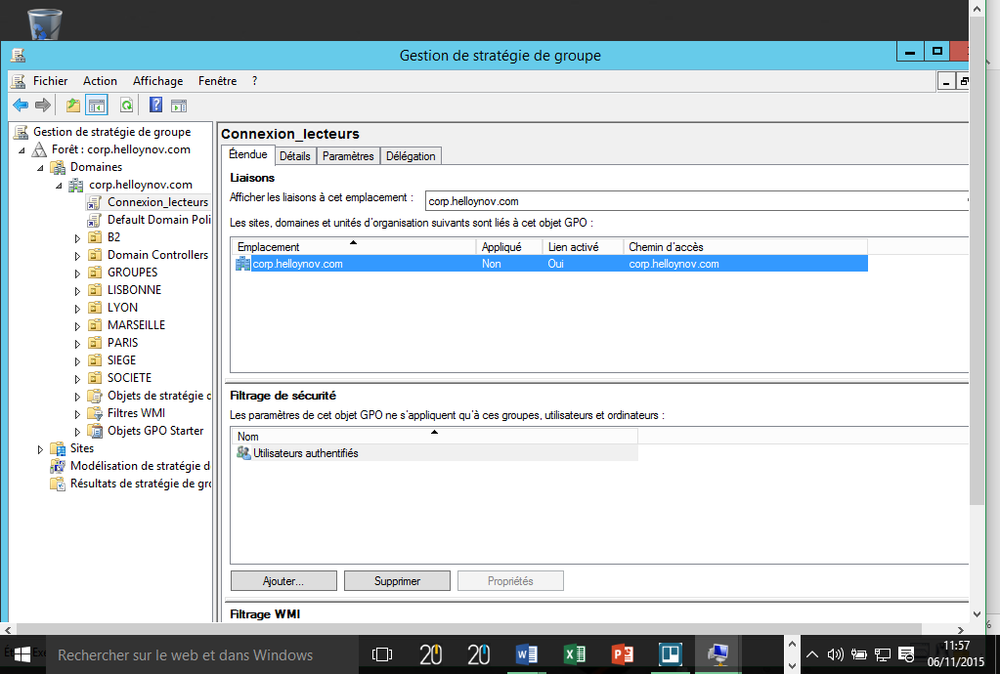 Gestion de stratégie de groupe
Fichier Action Affichage Fenêtre ?
Gestion de stratégie de groupe
Forêt : corp.helloynov.com
Domaines
corp.helloynov.com
Connexion_lecteurs
Default Domain Poli
B2
Domain Controllers
GROUPES
LISBONNE
LYON
MARSEILLE
PARIS
SIEGE
SOCIETE
Objets de stratégie d
Filtres WMI
Objets GPO Starter
Sites
Modélisation de stratégie d
Résultats de stratégie de gro
Connexion_lecteurs
Étendue Détails Paramètres Délégation
Liaisons
Afficher les liaisons à cet emplacement : corp.helloynov.com
Les sites, domaines et unités d'organisation suivants sont liés à cet objet GPO :
Emplacement Appliqué Lien activé Chemin d'accès
corp.helloynov.com Non Oui corp.helloynov.com
Filtrage de sécurité
Les paramètres de cet objet GPO ne s'appliquent qu'à ces groupes, utilisateurs et ordinateurs :
Nom
Utilisateurs authentifiés
Ajouter... Supprimer Propriétés
Filtrage WMI
Rechercher sur le web et dans Windows
20 20
11:57
06/11/2015